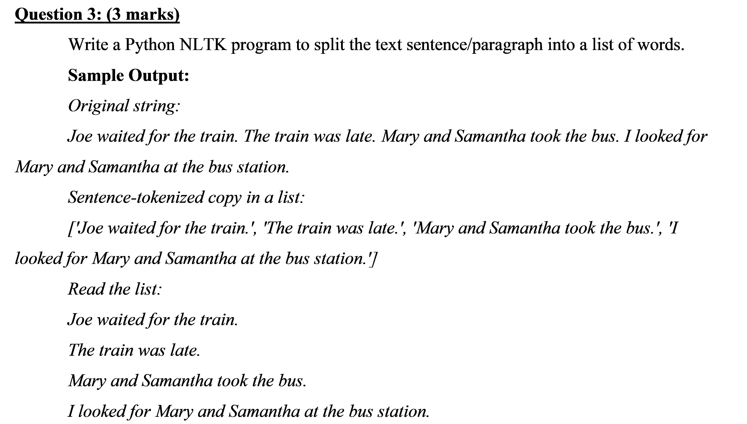 Question 3: (3 marks)
Write a Python NLTK program to split the text sentence/paragraph into a list of words.
Sample Output:
Original string:
Joe waited for the train. The train was late. Mary and Samantha took the bus. I looked for
Mary and Samantha at the bus station.
Sentence-tokenized copy in a list:
['Joe waited for the train.', 'The train was late.', 'Mary and Samantha took the bus.', 'I
looked for Mary and Samantha at the bus station.']
Read the list:
Joe waited for the train.
The train was late.
Mary and Samantha took the bus.
I looked for Mary and Samantha at the bus station.